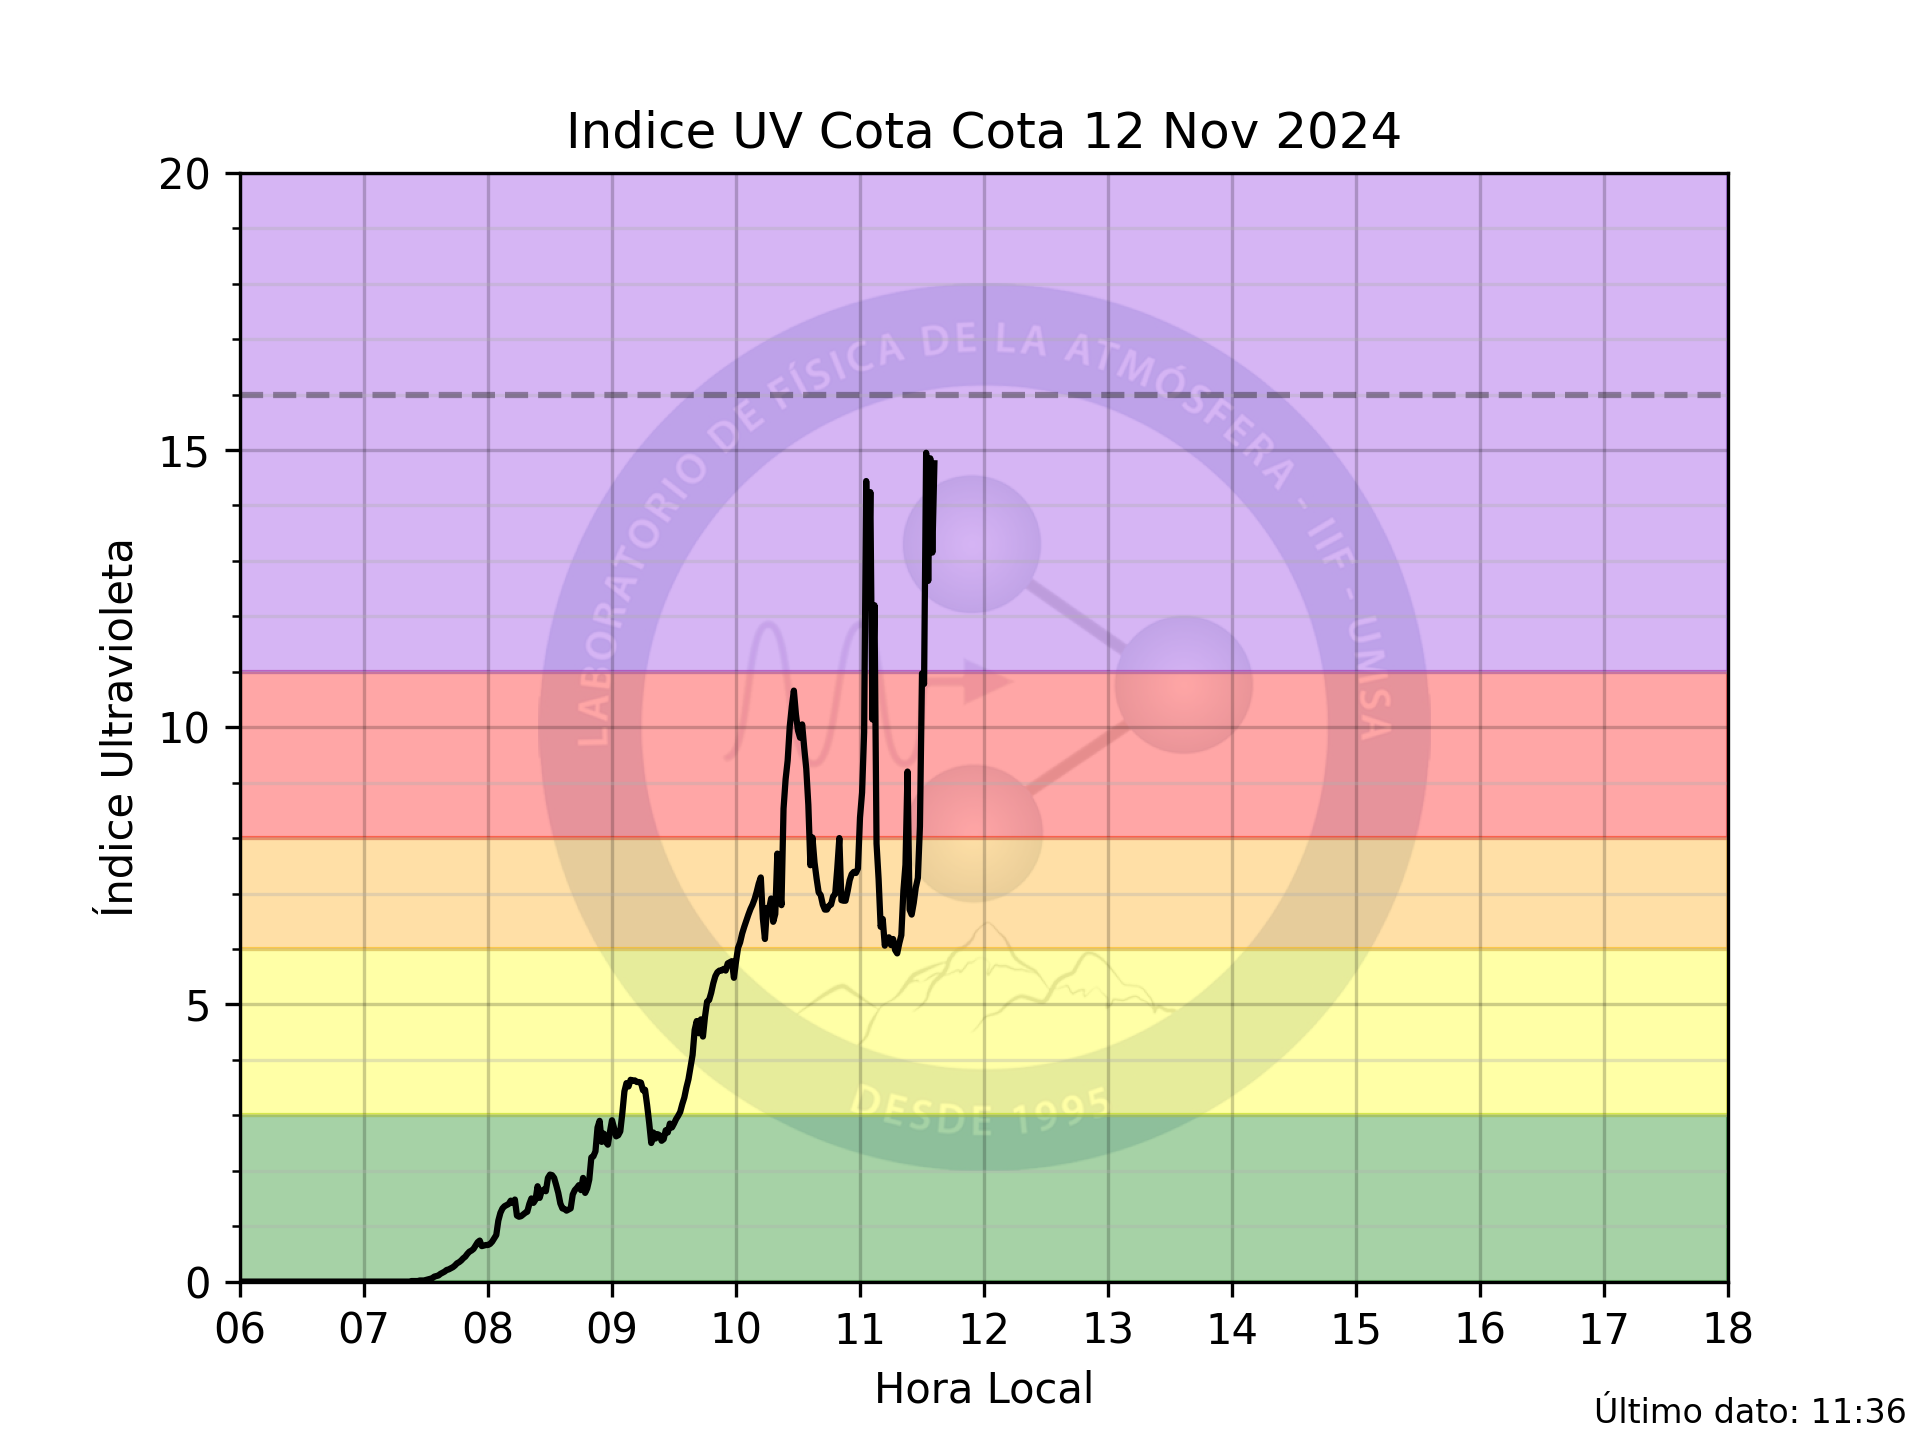 Indice UV Cota Cota 12 Nov 2024
20
15
10
5
0
Índice Ultravioleta
LABORATORIO DE FÍSICA DE LA ATMÓSFERA - IIF - UMSA
DESDE 1995
06 07 08 09 10 11 12 13 14 15 16 17 18
Hora Local
Último dato: 11:36